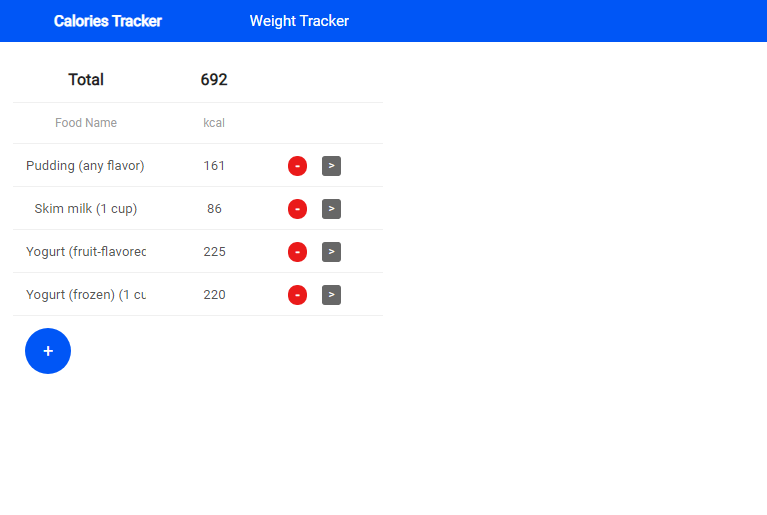 Calories Tracker Weight Tracker
Total 692
Food Name kcal
Pudding (any flavor) 161 - >
Skim milk (1 cup) 86 - >
Yogurt (fruit-flavored 225 - >
Yogurt (frozen) (1 cu 220 - >
+